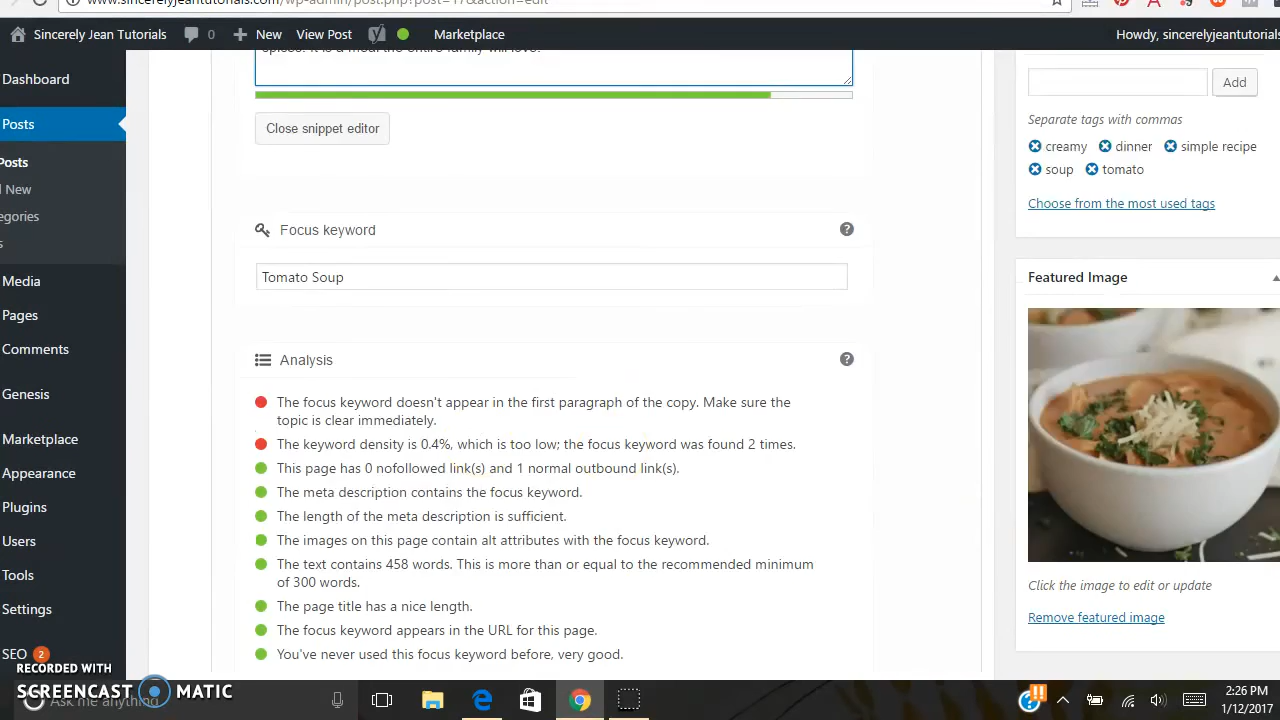 www.sincerelyjeantutorials.com/wp-admin/post.php?post=17&action=edit
Sincerely Jean Tutorials 0 New View Post Marketplace Howdy, sincerelyjeantutorials
Dashboard
Posts
Posts
New
egories
s
Media
Pages
Comments
Genesis
Marketplace
Appearance
Plugins
Users
Tools
Settings
SEO 2
spices. It is a meal the entire family will love.
Close snippet editor
Focus keyword ?
Tomato Soup
Analysis ?
The focus keyword doesn't appear in the first paragraph of the copy. Make sure the
topic is clear immediately.
The keyword density is 0.4%, which is too low; the focus keyword was found 2 times.
This page has 0 nofollowed link(s) and 1 normal outbound link(s).
The meta description contains the focus keyword.
The length of the meta description is sufficient.
The images on this page contain alt attributes with the focus keyword.
The text contains 458 words. This is more than or equal to the recommended minimum
of 300 words.
The page title has a nice length.
The focus keyword appears in the URL for this page.
You've never used this focus keyword before, very good.
Add
Separate tags with commas
creamy dinner simple recipe
soup tomato
Choose from the most used tags
Featured Image
Click the image to edit or update
Remove featured image
RECORDED WITH
SCREENCAST MATIC
Ask me anything
2:26 PM
1/12/2017